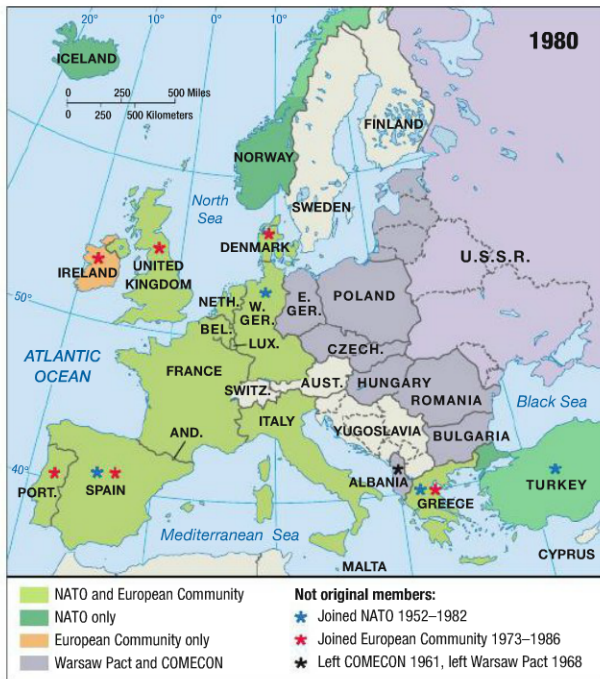 20°
10°
0°
10°
1980
ICELAND
0 250 500 Miles
0 250 500 Kilometers
FINLAND
NORWAY
North
Sea
SWEDEN
DENMARK
U.S.S.R.
IRELAND
UNITED
KINGDOM
50°
NETH.
W.
GER.
E.
GER.
POLAND
BEL.
LUX.
CZECH.
ATLANTIC
OCEAN
FRANCE
SWITZ.
AUST.
HUNGARY
ROMANIA
Black Sea
AND.
ITALY
YUGOSLAVIA
BULGARIA
40°
PORT.
SPAIN
ALBANIA
GREECE
TURKEY
Mediterranean Sea
MALTA
CYPRUS
NATO and European Community
NATO only
European Community only
Warsaw Pact and COMECON
Not original members:
Joined NATO 1952–1982
Joined European Community 1973–1986
Left COMECON 1961, left Warsaw Pact 1968